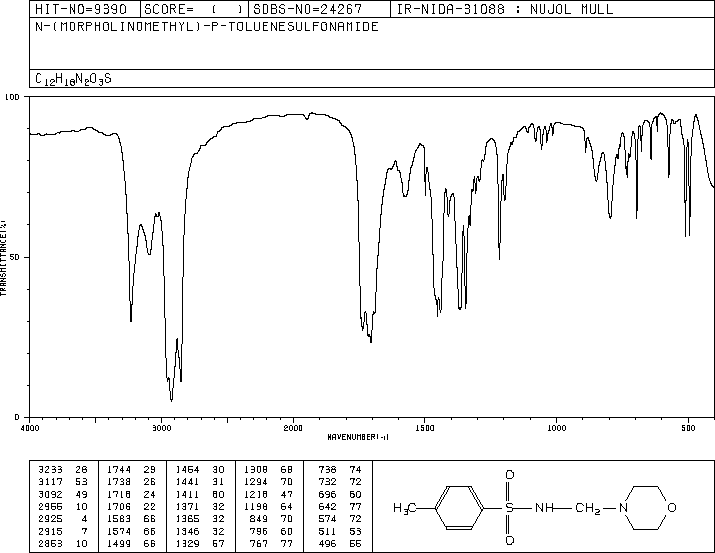 HIT-NO=9390 SCORE= ( ) SDBS-NO=24267 IR-NIDA-31088 : NUJOL MULL
N-(MORPHOLINOMETHYL)-P-TOLUENESULFONAMIDE
C12H18N2O3S
100
50
0
TRANSMITTANCE(%)
4000 3000 2000 1500 1000 500
WAVENUMBER(-1)
3233 28 1744 29 1454 30 1308 68 738 74
3117 53 1738 26 1441 31 1294 70 732 72
3092 49 1718 24 1411 60 1218 47 696 60
2955 10 1706 22 1371 32 1198 64 642 77
2925 4 1583 66 1365 32 849 70 574 72
2915 7 1574 66 1346 32 796 60 511 53
2853 10 1499 66 1329 57 767 77 496 55
H3C S O O NH CH2 N O